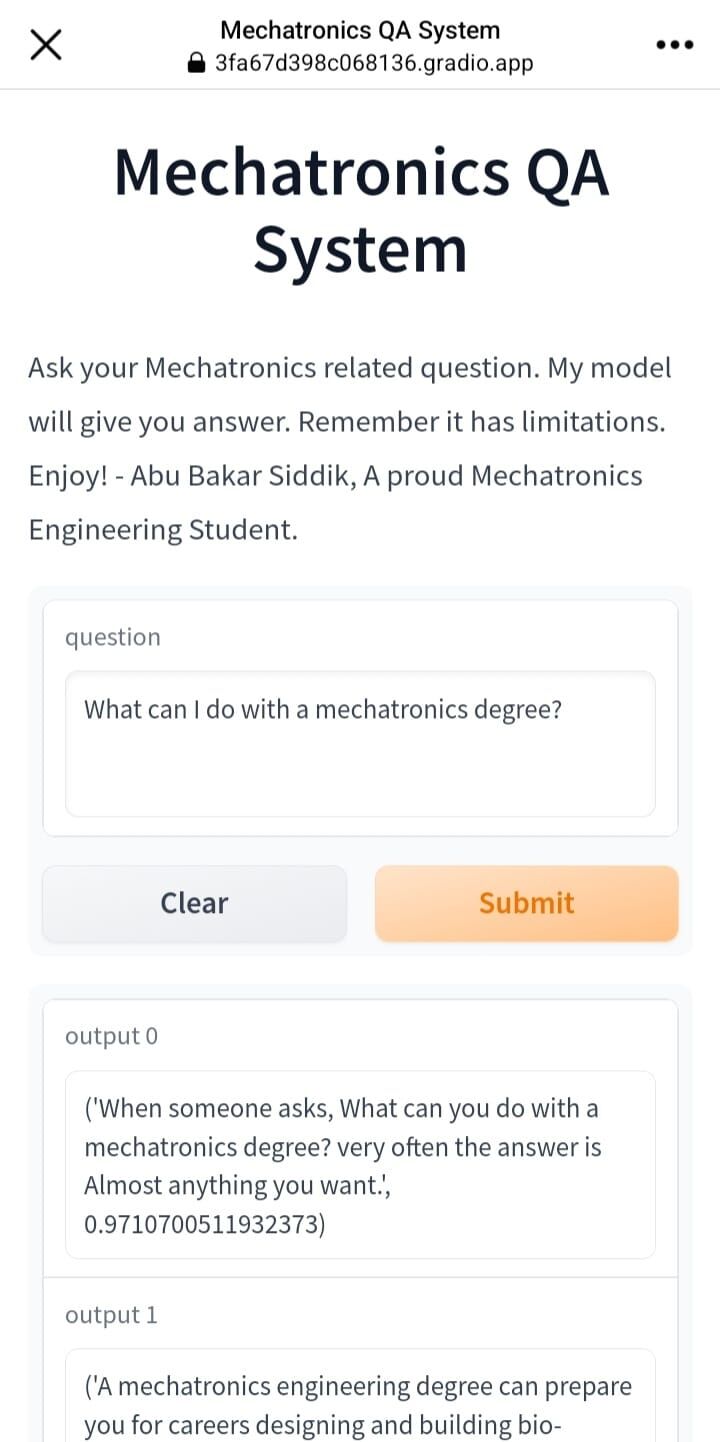 Mechatronics QA System
3fa67d398c068136.gradio.app
Mechatronics QA
System
Ask your Mechatronics related question. My model
will give you answer. Remember it has limitations.
Enjoy! - Abu Bakar Siddik, A proud Mechatronics
Engineering Student.
question
What can I do with a mechatronics degree?
Clear
Submit
output 0
('When someone asks, What can you do with a
mechatronics degree? very often the answer is
Almost anything you want.',
0.9710700511932373)
output 1
('A mechatronics engineering degree can prepare
you for careers designing and building bio-